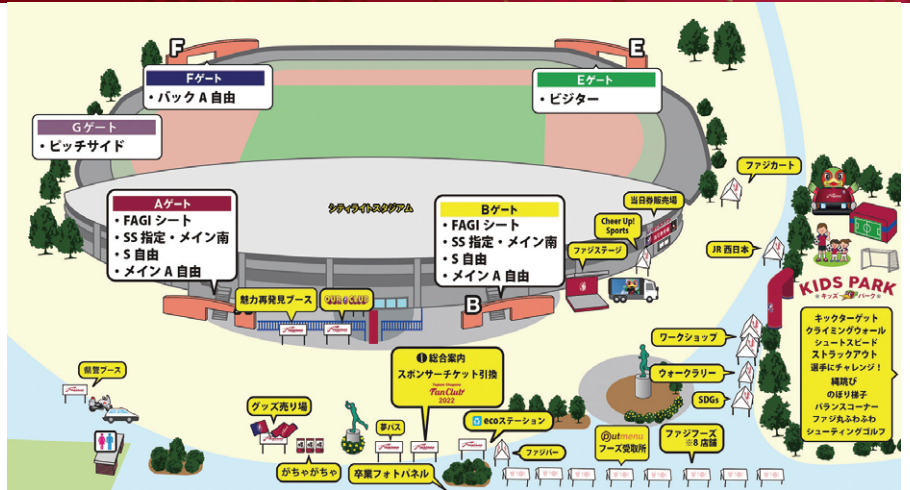 F
E
Fゲート
・バックA自由
Eゲート
・ビジター
Gゲート
・ピッチサイド
Aゲート
・FAGI シート
・SS 指定・メイン南
・S 自由
・メイン A 自由
シティライトスタジアム
Bゲート
・FAGI シート
・SS 指定・メイン南
・S 自由
・メイン A 自由
B
ファジカート
当日券販売場
Cheer Up!
Sports
ファジステージ
JR 西日本
KIDS PARK
キッズ パーク
キックターゲット
クライミングウォール
シュートスピード
ストラックアウト
選手にチャレンジ！
縄跳び
のぼり梯子
バランスコーナー
ファジ丸ふわふわ
シューティングゴルフ
魅力再発見ブース
OUR CLUB
ワークショップ
ウォークラリー
SDGs
総合案内
スポンサーチケット引換
FanClub
2022
県警ブース
グッズ売り場
がちゃがちゃ
夢パス
卒業フォトパネル
ecoステーション
ファジバー
putmenu
フーズ受取所
ファジフーズ
※8 店舗